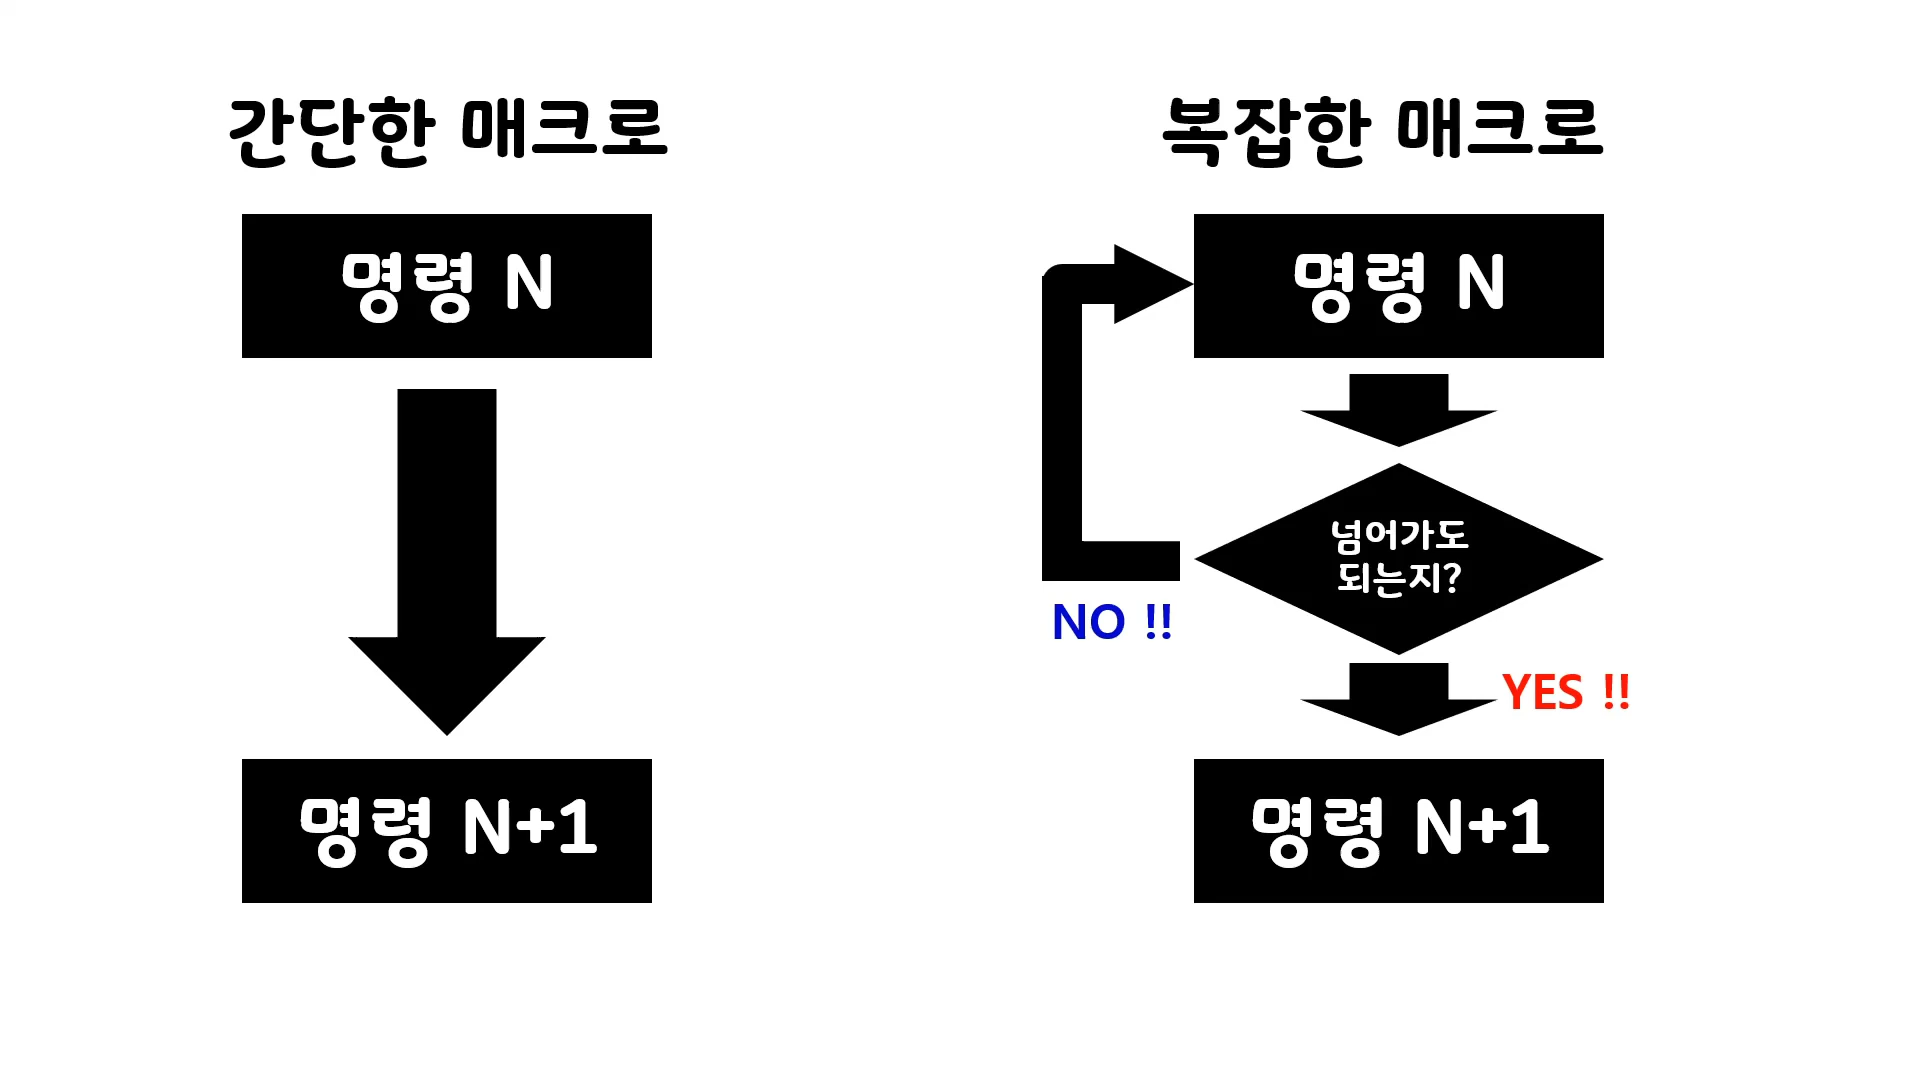 간단한 매크로
명령 N
명령 N+1
복잡한 매크로
명령 N
넘어가도
되는지?
NO !!
YES !!
명령 N+1